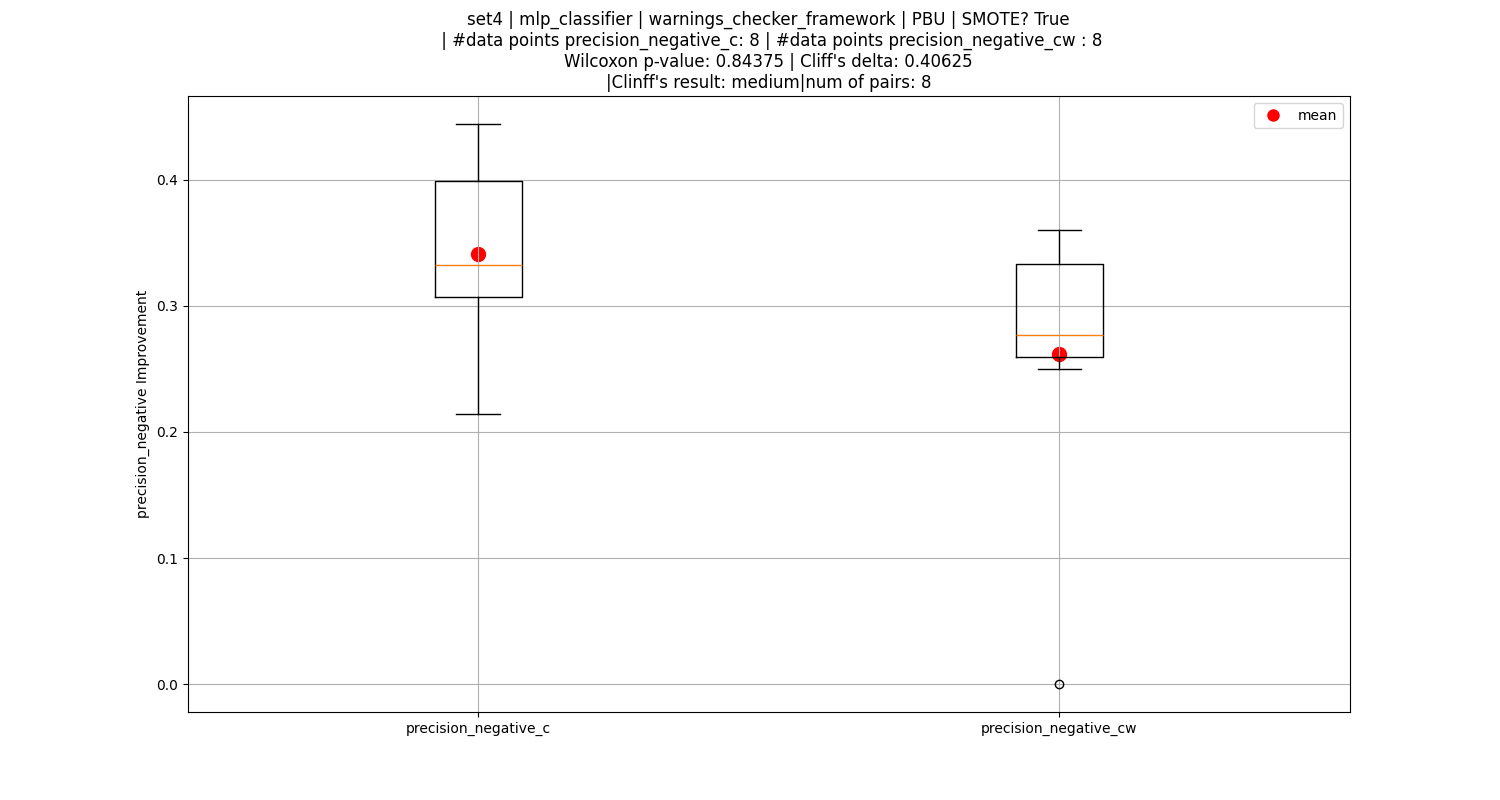 set4 | mlp_classifier | warnings_checker_framework | PBU | SMOTE? True
| #data points precision_negative_c: 8 | #data points precision_negative_cw : 8
Wilcoxon p-value: 0.84375 | Cliff's delta: 0.40625
|Clinff's result: medium|num of pairs: 8
mean
precision_negative Improvement
0.4
0.3
0.2
0.1
0.0
precision_negative_c
precision_negative_cw